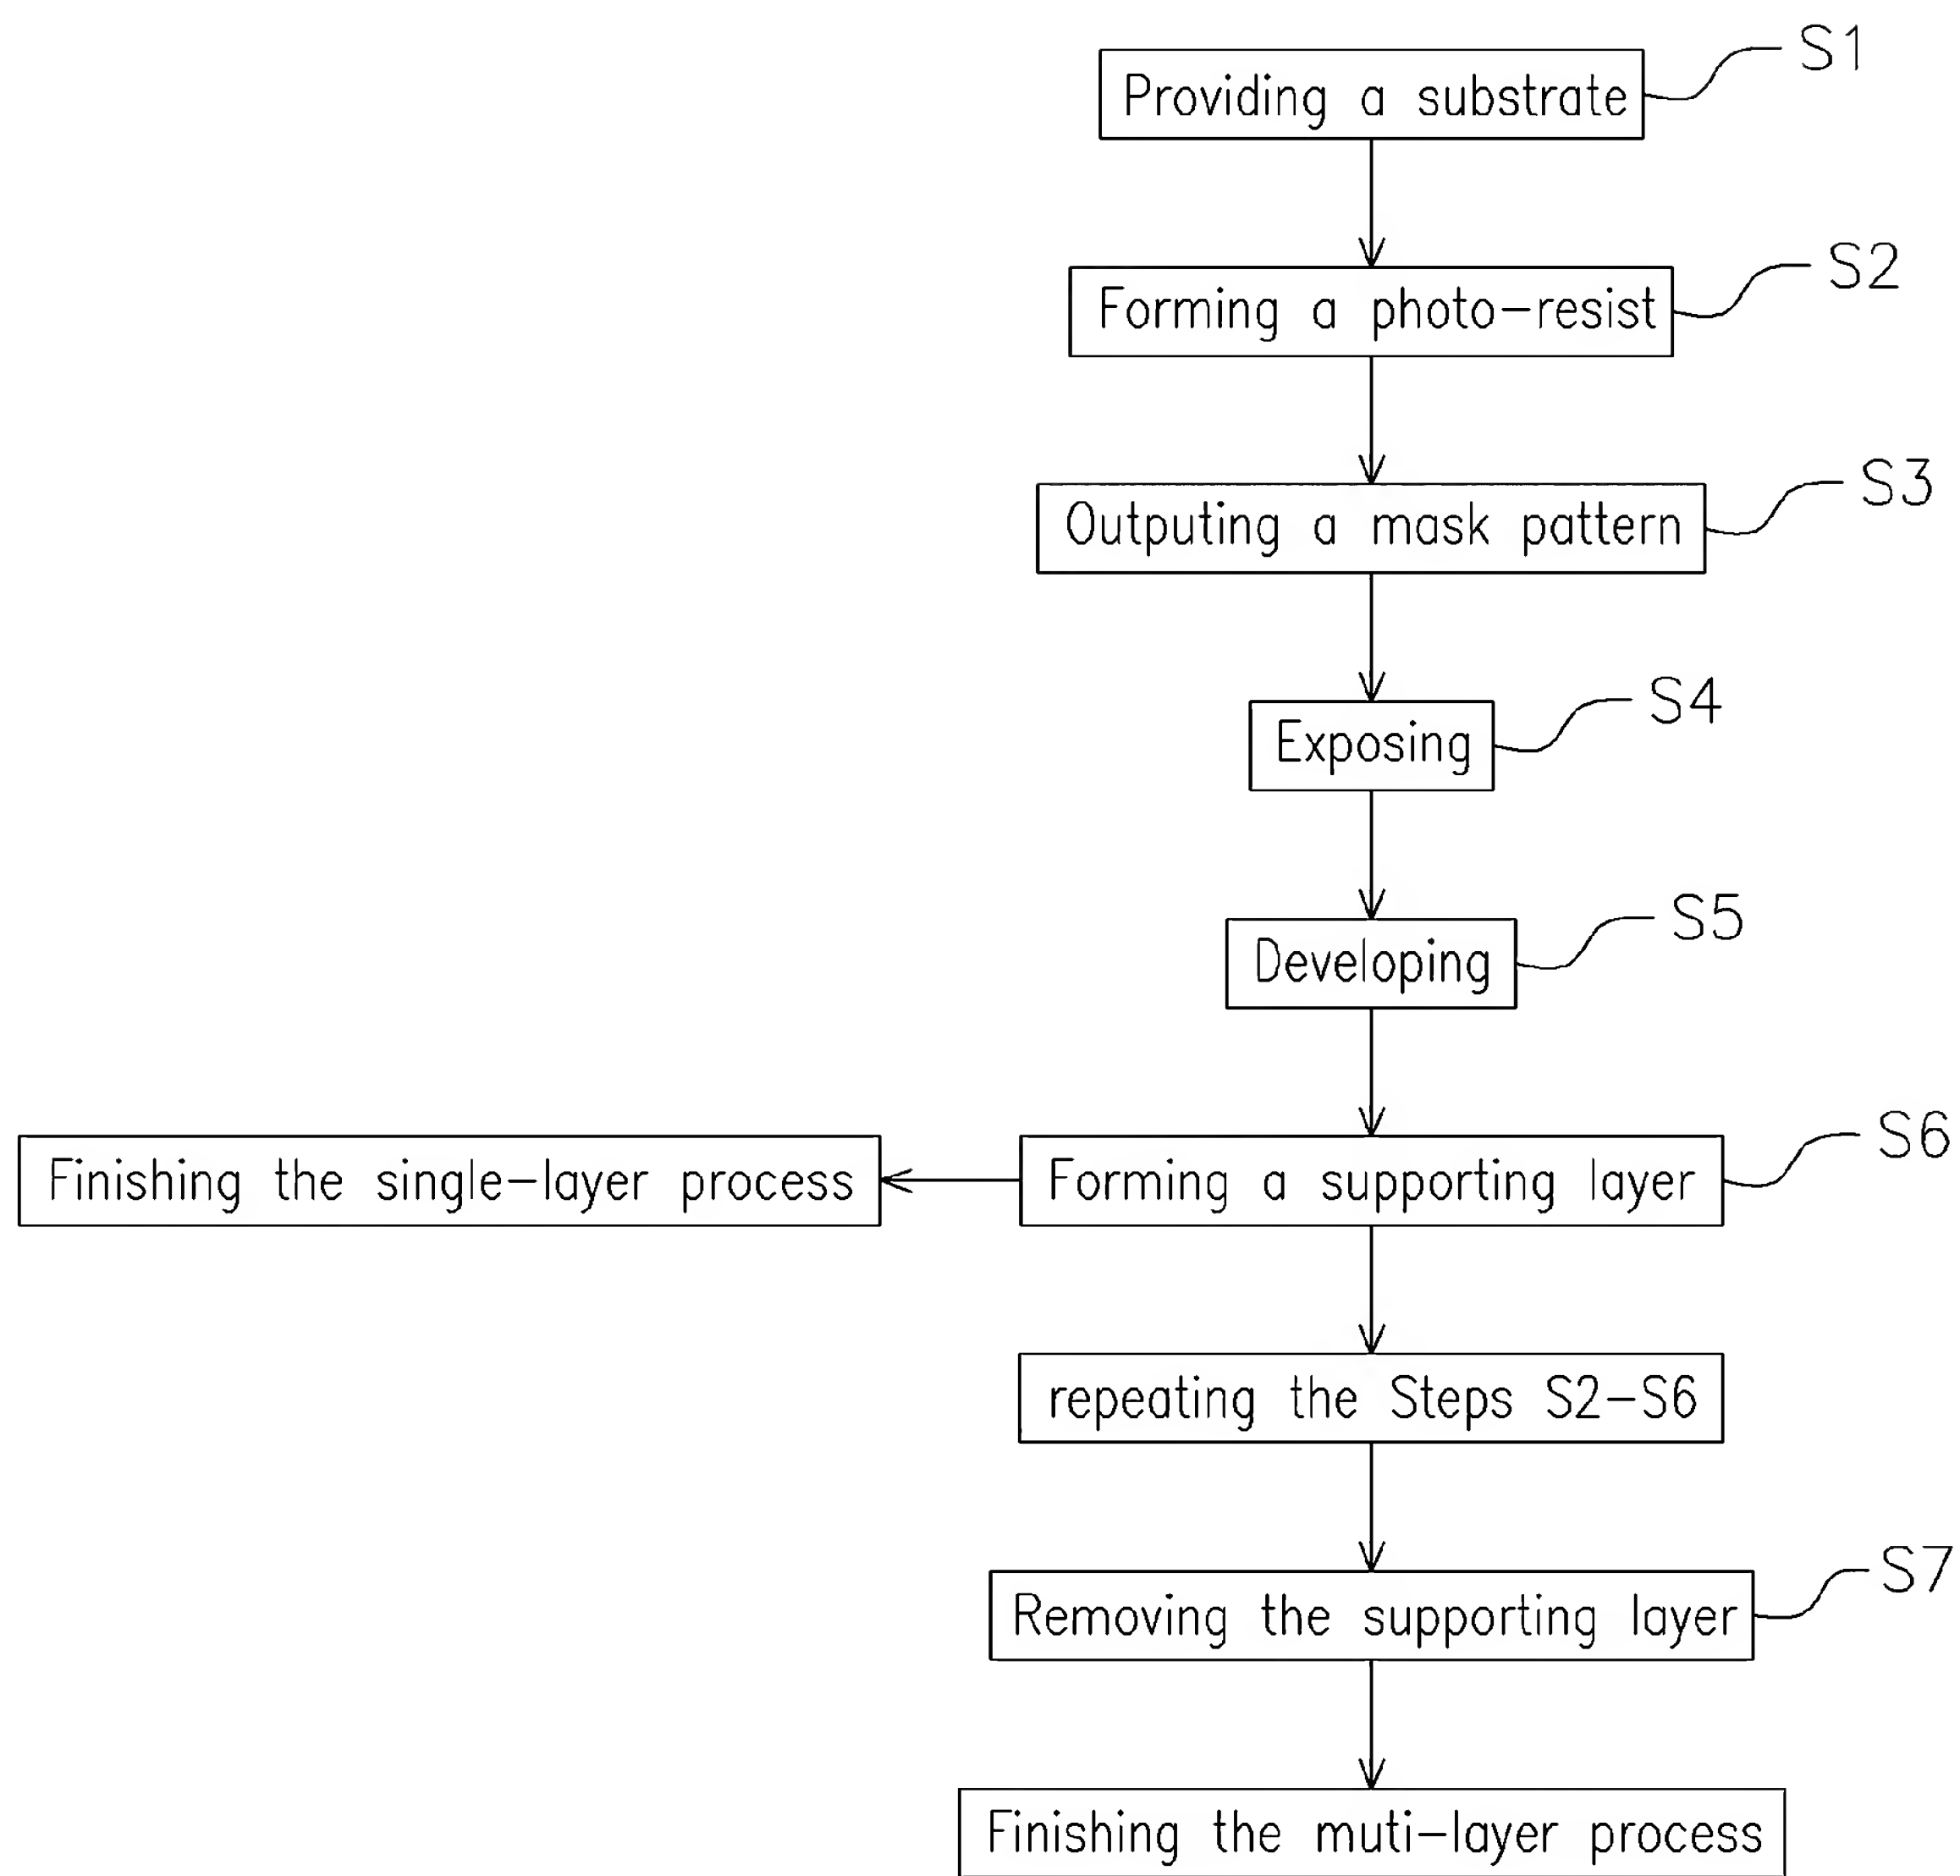 S1
Providing a substrate
S2
Forming a photo-resist
S3
Outputing a mask pattern
S4
Exposing
S5
Developing
S6
Finishing the single-layer process
Forming a supporting layer
repeating the Steps S2-S6
S7
Removing the supporting layer
Finishing the muti-layer process